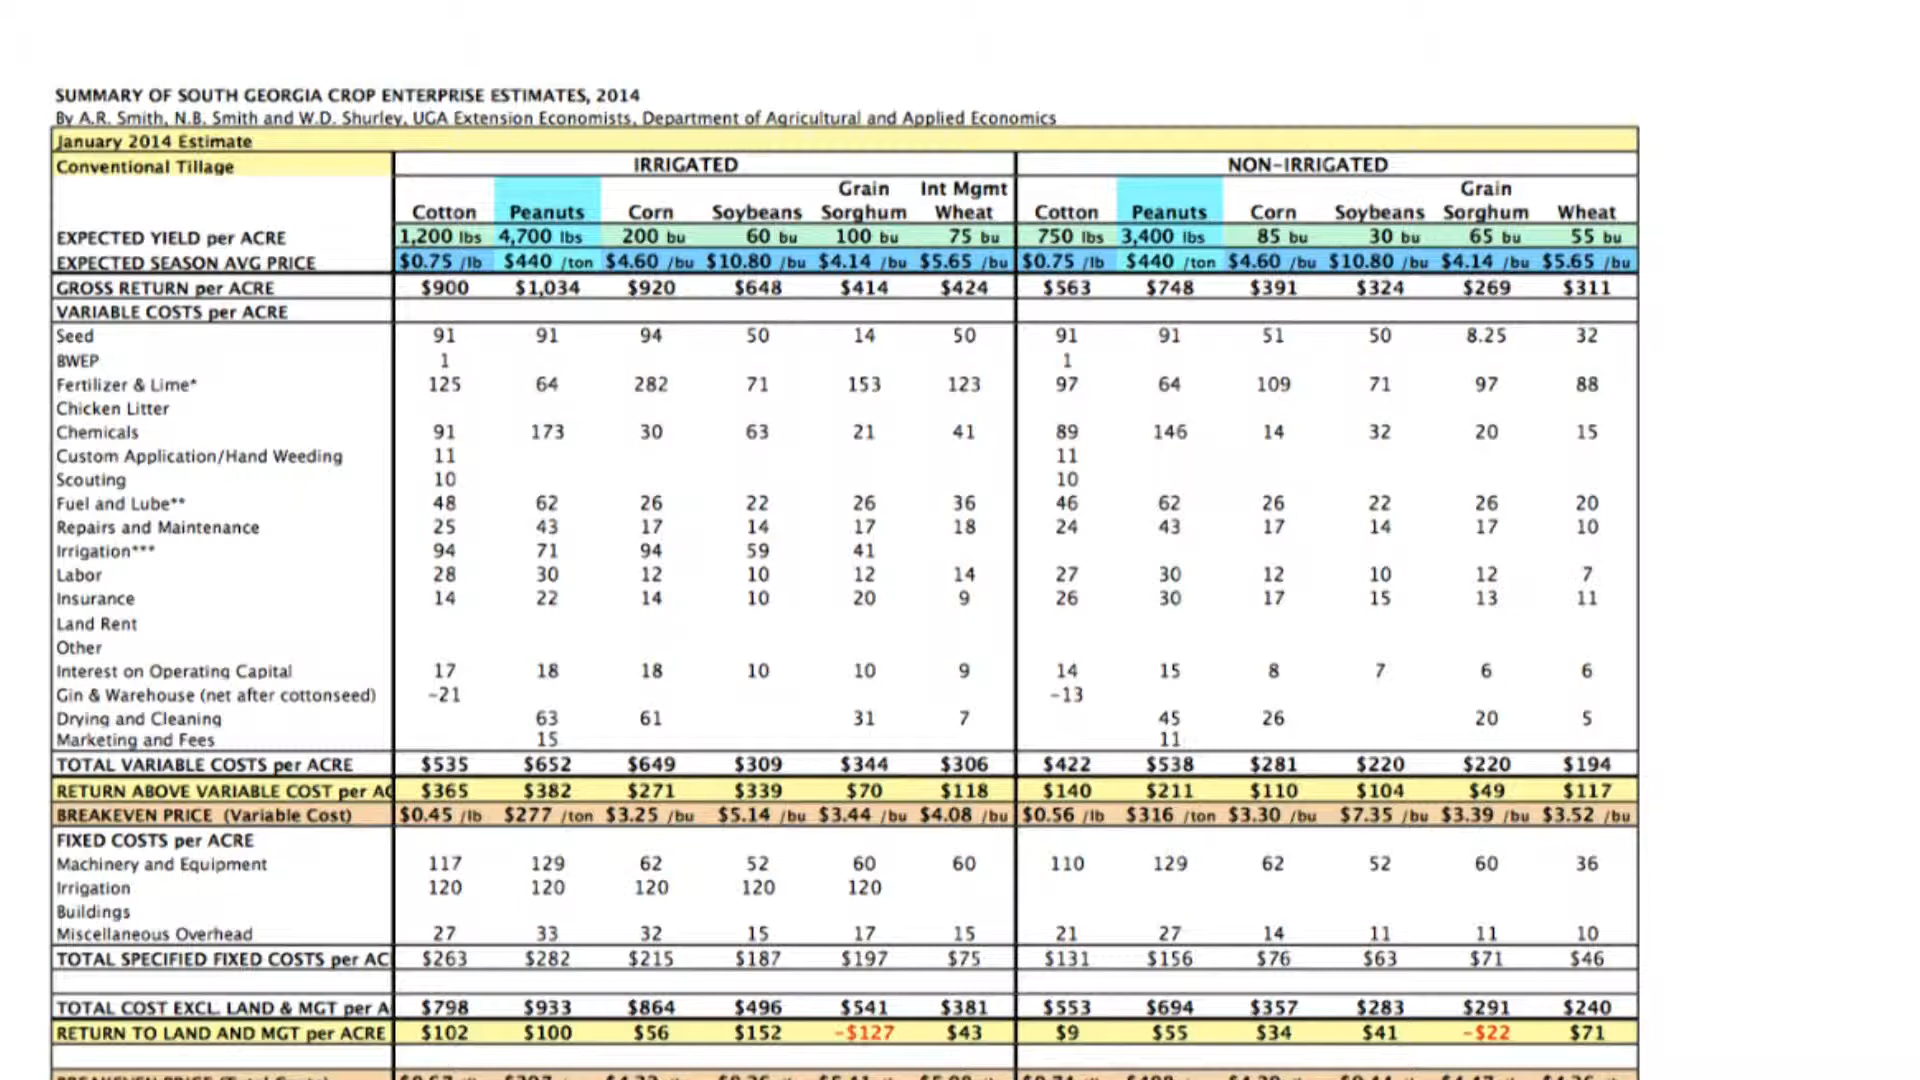 SUMMARY OF SOUTH GEORGIA CROP ENTERPRISE ESTIMATES, 2014
By A.R. Smith, N.B. Smith and W.D. Shurley, UGA Extension Economists, Department of Agricultural and Applied Economics
January 2014 Estimate
Conventional Tillage IRRIGATED NON-IRRIGATED
Grain Int Mgmt Grain
Cotton Peanuts Corn Soybeans Sorghum Wheat Cotton Peanuts Corn Soybeans Sorghum Wheat
EXPECTED YIELD per ACRE 1,200 lbs 4,700 lbs 200 bu 60 bu 100 bu 75 bu 750 lbs 3,400 lbs 85 bu 30 bu 65 bu 55 bu
EXPECTED SEASON AVG PRICE $0.75 /lb $440 /ton $4.60 /bu $10.80 /bu $4.14 /bu $5.65 /bu $0.75 /lb $440 /ton $4.60 /bu $10.80 /bu $4.14 /bu $5.65 /bu
GROSS RETURN per ACRE $900 $1,034 $920 $648 $414 $424 $563 $748 $391 $324 $269 $311
VARIABLE COSTS per ACRE
Seed 91 91 94 50 14 50 91 91 51 50 8.25 32
BWEP 1 1
Fertilizer & Lime* 125 64 282 71 153 123 97 64 109 71 97 88
Chicken Litter
Chemicals 91 173 30 63 21 41 89 146 14 32 20 15
Custom Application/Hand Weeding 11 11
Scouting 10 10
Fuel and Lube** 48 62 26 22 26 36 46 62 26 22 26 20
Repairs and Maintenance 25 43 17 14 17 18 24 43 17 14 17 10
Irrigation*** 94 71 94 59 41
Labor 28 30 12 10 12 14 27 30 12 10 12 7
Insurance 14 22 14 10 20 9 26 30 17 15 13 11
Land Rent
Other
Interest on Operating Capital 17 18 18 10 10 9 14 15 8 7 6 6
Gin & Warehouse (net after cottonseed) -21 -13
Drying and Cleaning 63 61 31 7 45 26 20 5
Marketing and Fees 15 11
TOTAL VARIABLE COSTS per ACRE $535 $652 $649 $309 $344 $306 $422 $538 $281 $220 $220 $194
RETURN ABOVE VARIABLE COST per AC $365 $382 $271 $339 $70 $118 $140 $211 $110 $104 $49 $117
BREAKEVEN PRICE (Variable Cost) $0.45 /lb $277 /ton $3.25 /bu $5.14 /bu $3.44 /bu $4.08 /bu $0.56 /lb $316 /ton $3.30 /bu $7.35 /bu $3.39 /bu $3.52 /bu
FIXED COSTS per ACRE
Machinery and Equipment 117 129 62 52 60 60 110 129 62 52 60 36
Irrigation 120 120 120 120 120
Buildings
Miscellaneous Overhead 27 33 32 15 17 15 21 27 14 11 11 10
TOTAL SPECIFIED FIXED COSTS per AC $263 $282 $215 $187 $197 $75 $131 $156 $76 $63 $71 $46
TOTAL COST EXCL. LAND & MGT per A $798 $933 $864 $496 $541 $381 $553 $694 $357 $283 $291 $240
RETURN TO LAND AND MGT per ACRE $102 $100 $56 $152 -$127 $43 $9 $55 $34 $41 -$22 $71